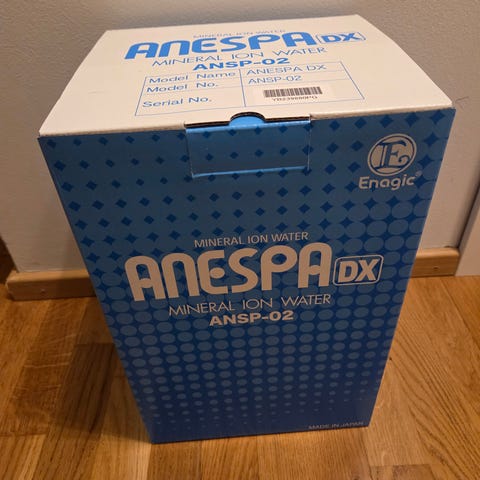 MINERAL ION WATER
ANESPA DX
MINERAL ION WATER
ANSP-02
Model Name ANESPA DX
Model No. ANSP-02
Serial No.
E
Enagic®
MINERAL ION WATER
ANESPA DX
MINERAL ION WATER
ANSP-02
MADE IN JAPAN